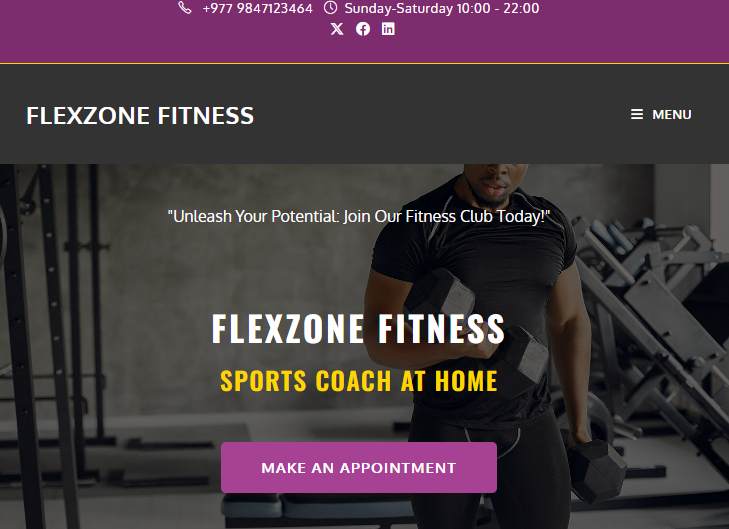 +977 9847123464 Sunday-Saturday 10:00 - 22:00
FLEXZONE FITNESS
MENU
"Unleash Your Potential: Join Our Fitness Club Today!"
FLEXZONE FITNESS
SPORTS COACH AT HOME
MAKE AN APPOINTMENT